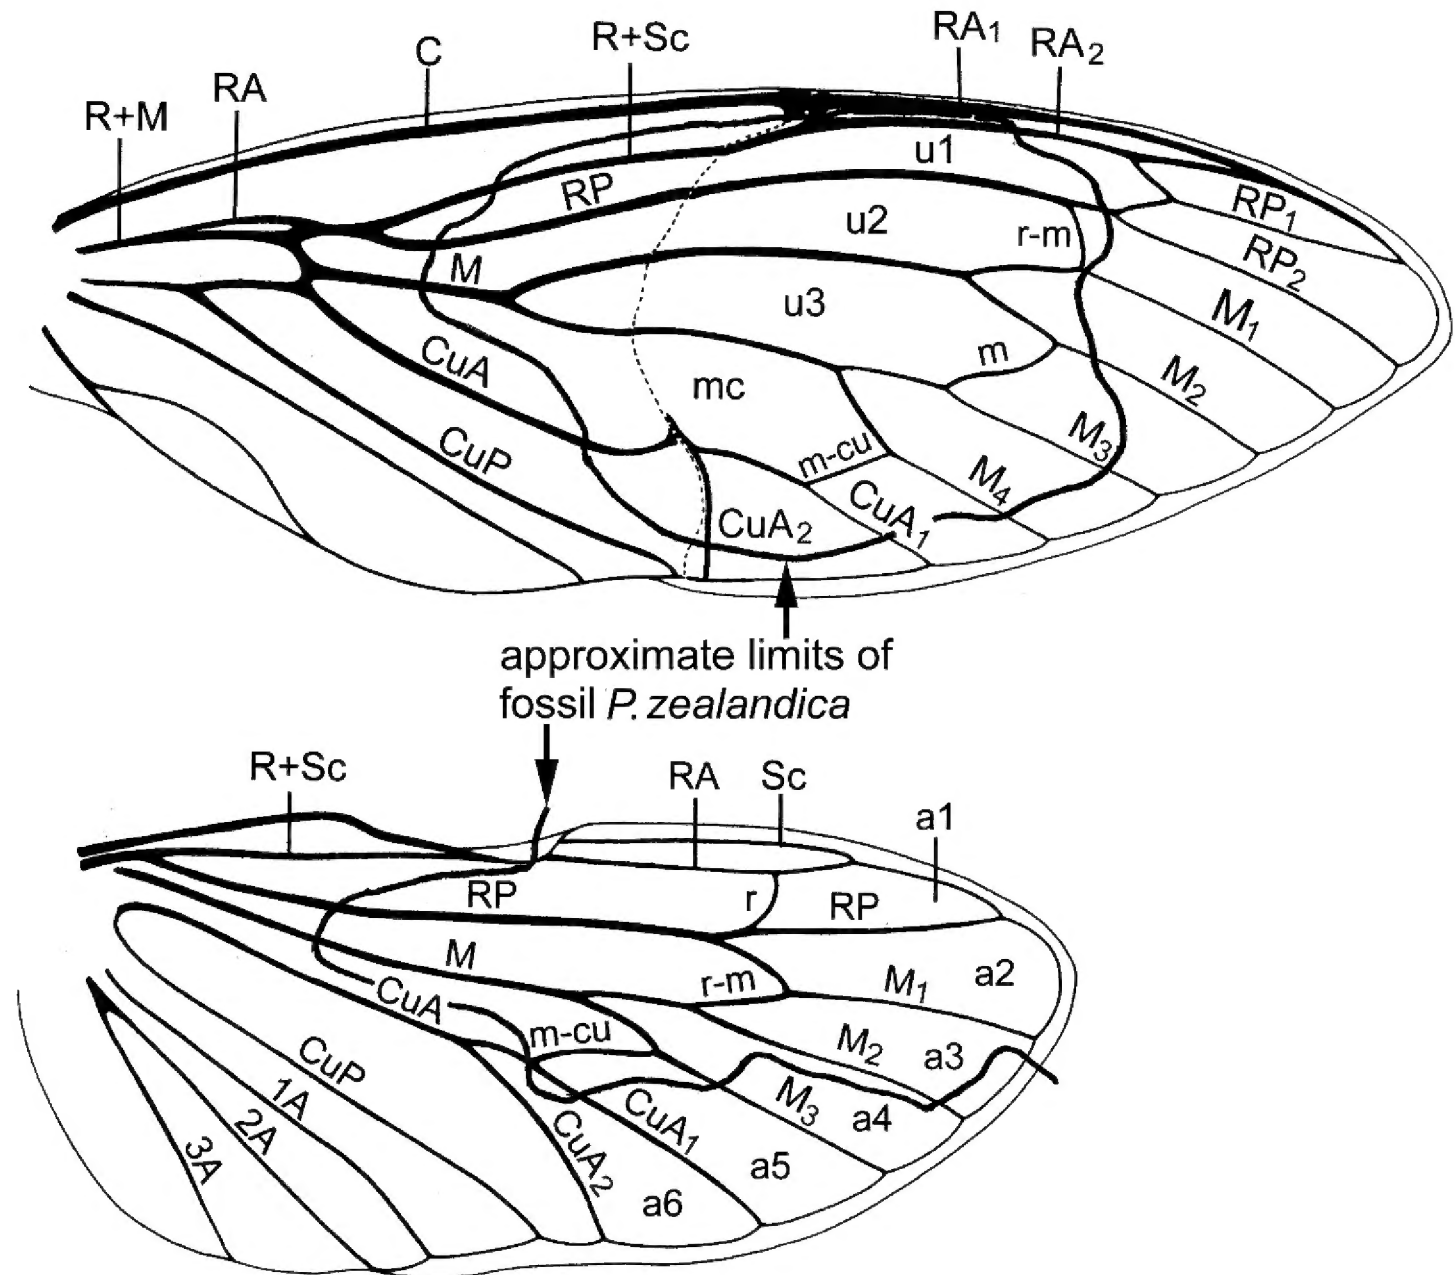 R+M
RA
C
R+Sc
RA1
RA2
u1
RP
RP1
u2
r-m
RP2
M
u3
M1
m
M2
CuA
mc
M3
CuP
m-cu
M4
CuA2
CuA1
approximate limits of
fossil P. zealandica
R+Sc
RA
Sc
a1
RP
r
RP
M
r-m
M1
a2
CuA
m-cu
M2
a3
CuP
M3
a4
1A
CuA1
2A
CuA2
a5
3A
a6